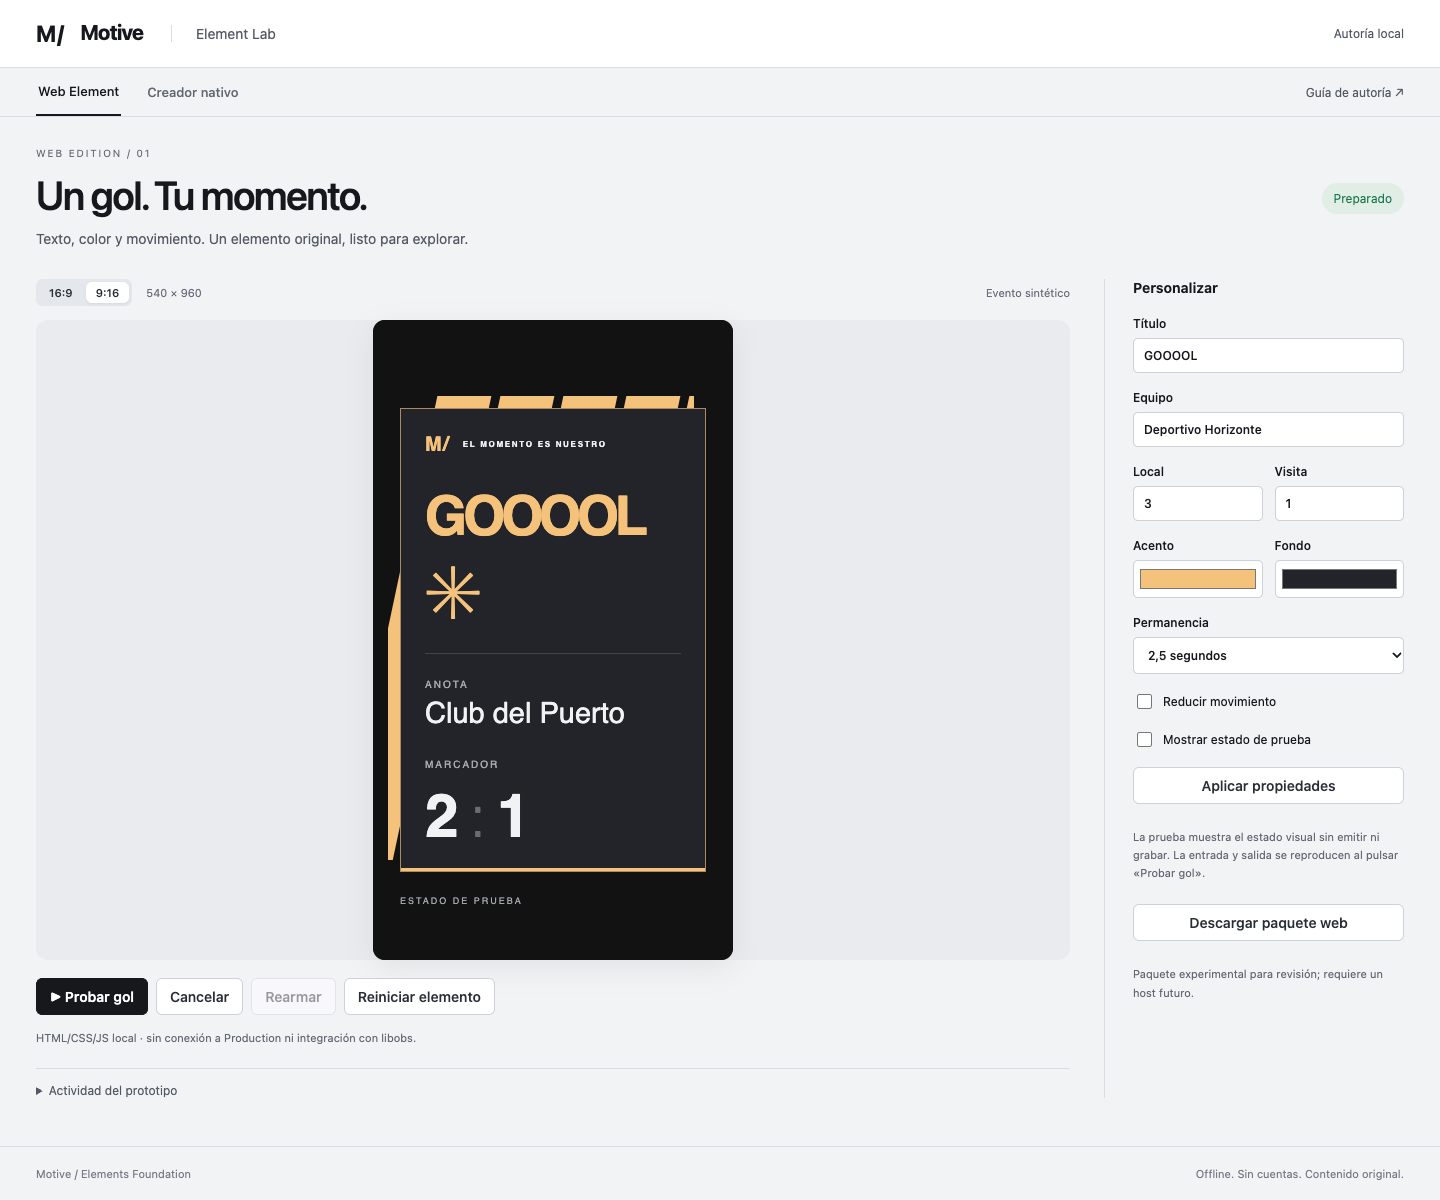 M/ Motive Element Lab Autoría local
Web Element Creador nativo Guía de autoría ↗
WEB EDITION / 01
Un gol. Tu momento.
Preparado
Texto, color y movimiento. Un elemento original, listo para explorar.
16:9 9:16 540 × 960 Evento sintético
M/ EL MOMENTO ES NUESTRO
GOOOOL
ANOTA
Club del Puerto
MARCADOR
2 : 1
ESTADO DE PRUEBA
▶ Probar gol Cancelar Rearmar Reiniciar elemento
HTML/CSS/JS local · sin conexión a Production ni integración con libobs.
▶ Actividad del prototipo
Personalizar
Título
GOOOOL
Equipo
Deportivo Horizonte
Local Visita
3 1
Acento Fondo
Permanencia
2,5 segundos
Reducir movimiento
Mostrar estado de prueba
Aplicar propiedades
La prueba muestra el estado visual sin emitir ni
grabar. La entrada y salida se reproducen al pulsar
«Probar gol».
Descargar paquete web
Paquete experimental para revisión; requiere un
host futuro.
Motive / Elements Foundation Offline. Sin cuentas. Contenido original.